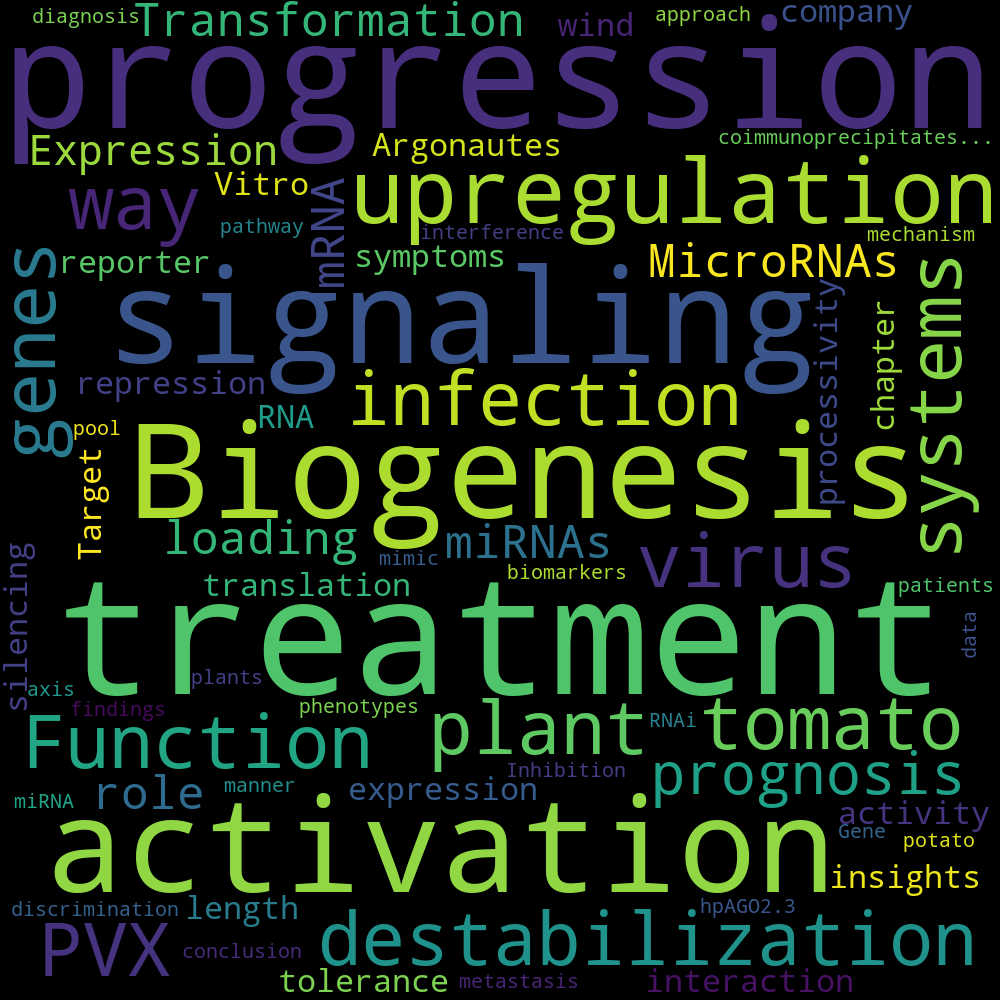 diagnosis
Transformation
wind
approach
company
progression
Expression
Argonautes
coimmunoprecipitates...
way
Vitro
mRNA
upregulation
pathway
interference
mechanism
genes
reporter
symptoms
MicroRNAs
systems
signaling
processivity
chapter
repression
infection
RNA
pool
Target
Biogenesis
loading
miRNAs
virus
silencing
mimic
translation
biomarkers
patients
treatment
data
axis
plants
findings
phenotypes
plant
RNAi
tomato
Function
Inhibition
prognosis
miRNA
role
manner
expression
activity
activation
Gene
potato
insights
discrimination
length
hpAGO2.3
PVX
conclusion
destabilization
tolerance
metastasis
interaction